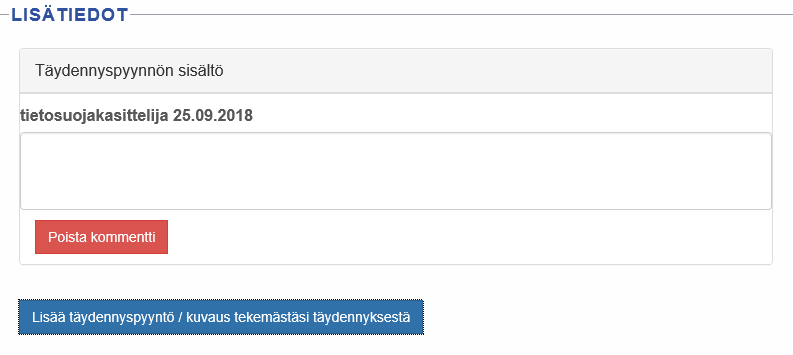 LISÄTIEDOT
Täydennyspyynnön sisältö
tietosuojakasittelija 25.09.2018
Poista kommentti
Lisää täydennyspyyntö / kuvaus tekemästäsi täydennyksestä